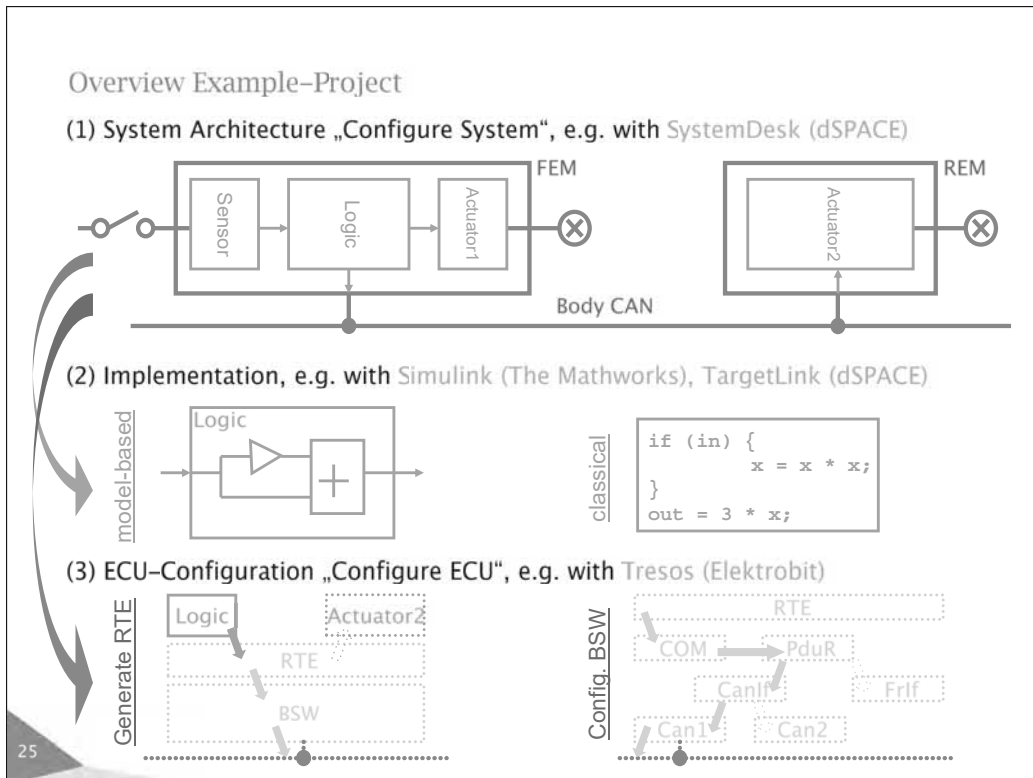 Overview Example–Project
(1) System Architecture „Configure System“, e.g. with SystemDesk (dSPACE)
FEM
REM
Sensor
Logic
Actuator1
Actuator2
Body CAN
(2) Implementation, e.g. with Simulink (The Mathworks), TargetLink (dSPACE)
model-based
Logic
classical
if (in) {
x = x * x;
}
out = 3 * x;
(3) ECU–Configuration „Configure ECU“, e.g. with Tresos (Elektrobit)
Generate RTE
Logic
Actuator2
RTE
BSW
Config. BSW
RTE
COM
PduR
CanIf
FrIf
Can1
Can2
25